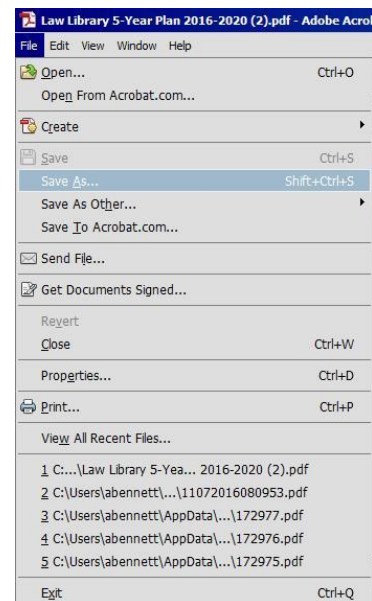 Law Library 5-Year Plan 2016-2020 (2).pdf - Adobe Acro
File Edit View Window Help
Open... Ctrl+O
Open From Acrobat.com...
Create
Save Ctrl+S
Save As... Shift+Ctrl+S
Save As Other...
Save To Acrobat.com...
Send File...
Get Documents Signed...
Revert
Close Ctrl+W
Properties... Ctrl+D
Print... Ctrl+P
View All Recent Files...
1 C:...\Law Library 5-Yea... 2016-2020 (2).pdf
2 C:\Users\abennett\...\11072016080953.pdf
3 C:\Users\abennett\AppData\...\172977.pdf
4 C:\Users\abennett\AppData\...\172976.pdf
5 C:\Users\abennett\AppData\...\172975.pdf
Exit Ctrl+Q